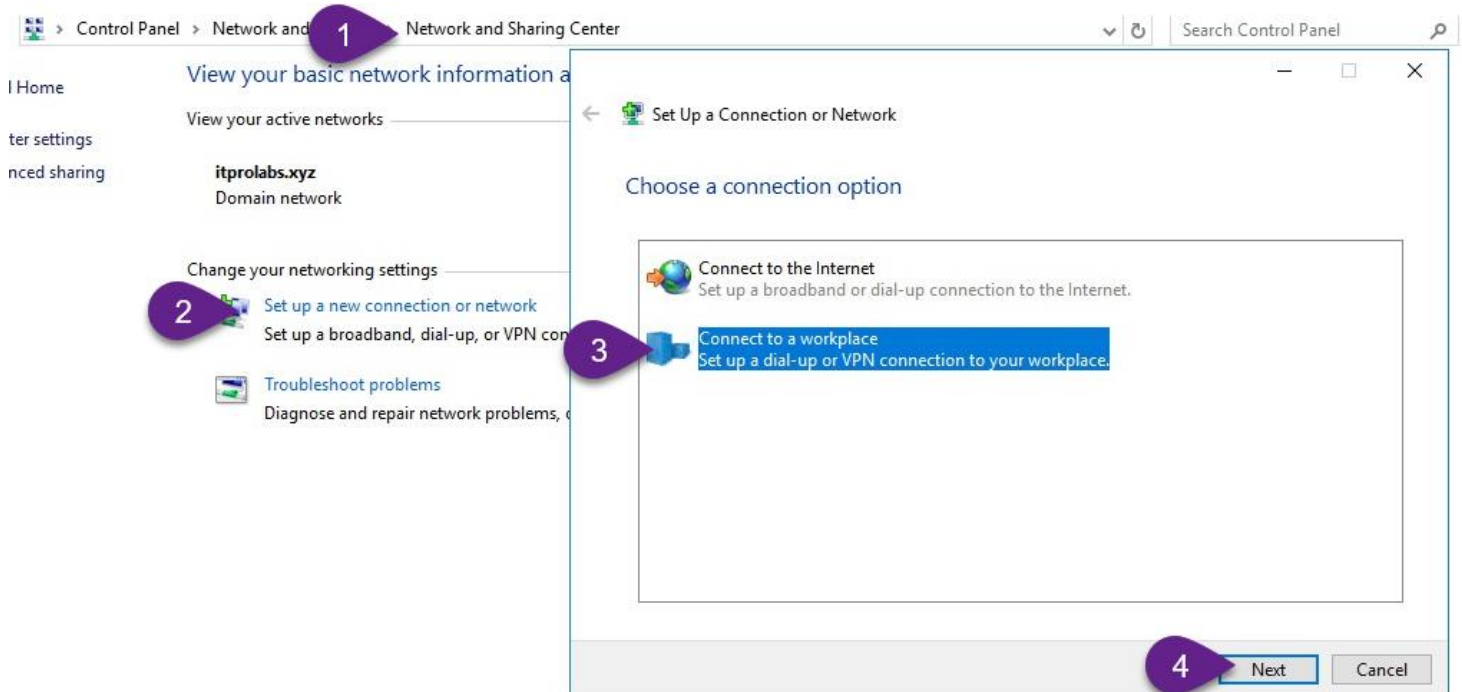 Control Panel > Network and > Network and Sharing Center
Search Control Panel
1
l Home
ter settings
nced sharing
View your basic network information a
View your active networks
itprolabs.xyz
Domain network
Change your networking settings
2
Set up a new connection or network
Set up a broadband, dial-up, or VPN con
Troubleshoot problems
Diagnose and repair network problems,
Set Up a Connection or Network
Choose a connection option
Connect to the Internet
Set up a broadband or dial-up connection to the Internet.
3
Connect to a workplace
Set up a dial-up or VPN connection to your workplace.
4
Next
Cancel